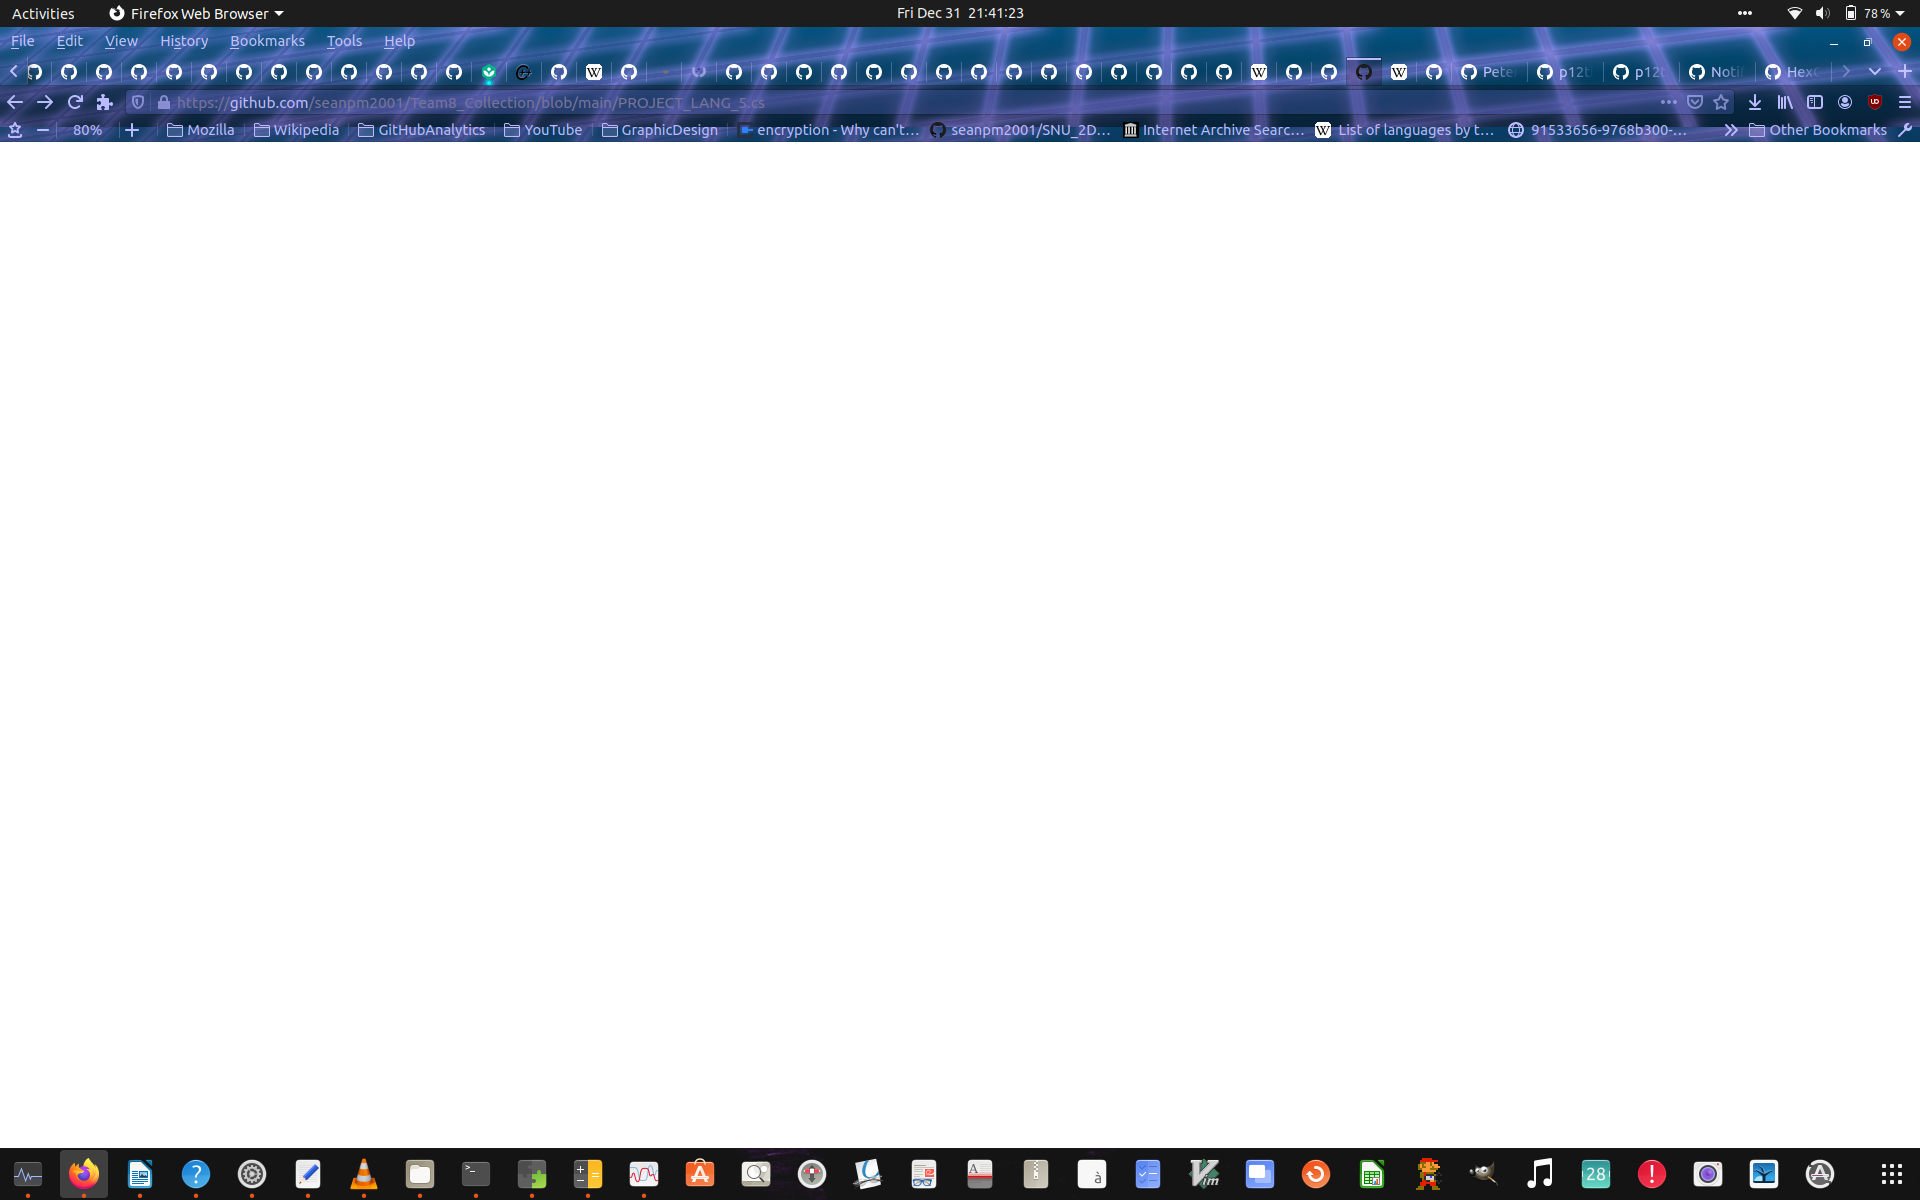 Activities Firefox Web Browser Fri Dec 31 21:41:23 78 %
File Edit View History Bookmarks Tools Help
W W W Pete p12t p12t Noti Hex
https://github.com/seanpm2001/Team8_Collection/blob/main/PROJECT_LANG_5.cs
80% Mozilla Wikipedia GitHubAnalytics YouTube GraphicDesign encryption - Why can't... seanpm2001/SNU_2D... Internet Archive Searc... W List of languages by t... 91533656-9768b300-... Other Bookmarks
28